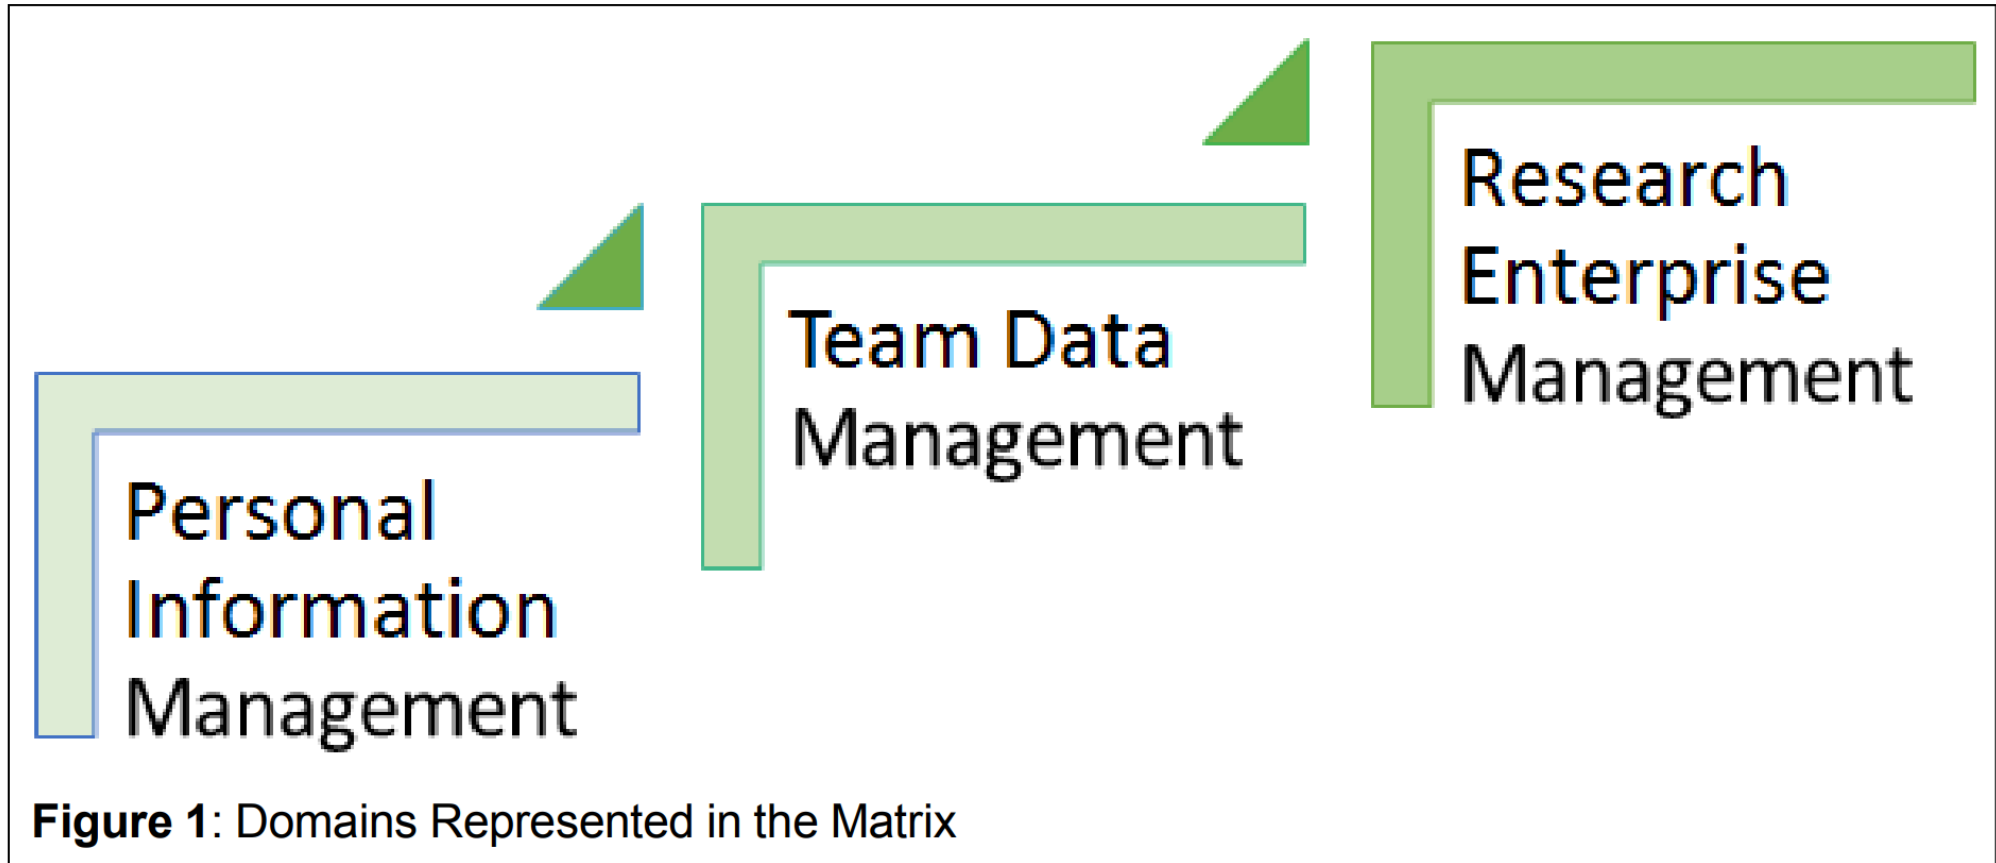 Personal
Information
Management
Team Data
Management
Research
Enterprise
Management
Figure 1: Domains Represented in the Matrix